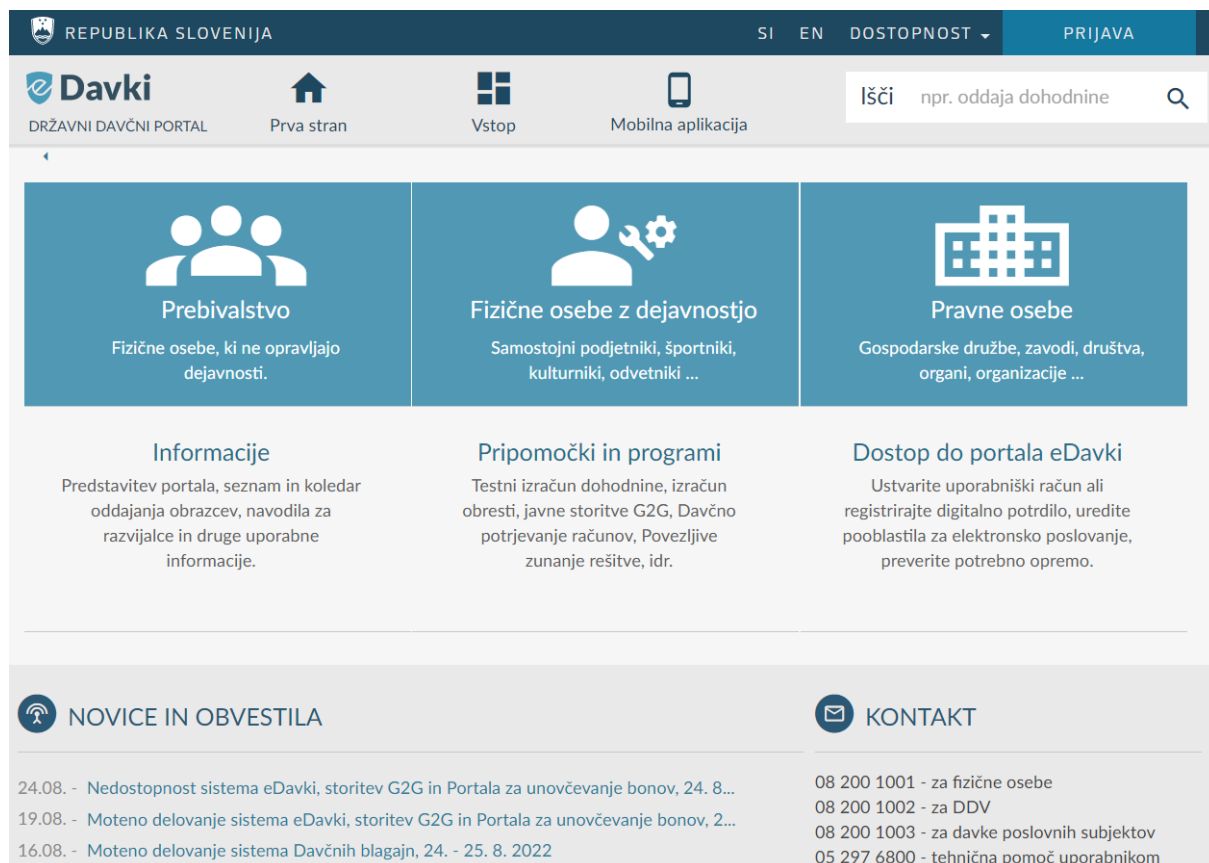 REPUBLIKA SLOVENIJA
SI EN DOSTOPNOST PRIJAVA
e Davki
DRŽAVNI DAVČNI PORTAL
Prva stran
Vstop
Mobilna aplikacija
Išči npr. oddaja dohodnine
Prebivalstvo
Fizične osebe, ki ne opravljajo
dejavnosti.
Fizične osebe z dejavnostjo
Samostojni podjetniki, športniki,
kulturniki, odvetniki ...
Pravne osebe
Gospodarske družbe, zavodi, društva,
organi, organizacije ...
Informacije
Predstavitev portala, seznam in koledar
oddajanja obrazcev, navodila za
razvijalce in druge uporabne
informacije.
Pripomočki in programi
Testni izračun dohodnine, izračun
obresti, javne storitve G2G, Davčno
potrjevanje računov, Povezljive
zunanje rešitve, idr.
Dostop do portala eDavki
Ustvarite uporabniški račun ali
registrirajte digitalno potrdilo, uredite
pooblastila za elektronsko poslovanje,
preverite potrebno opremo.
NOVICE IN OBVESTILA
24.08. - Nedostopnost sistema eDavki, storitev G2G in Portala za unovčevanje bonov, 24. 8...
19.08. - Moteno delovanje sistema eDavki, storitev G2G in Portala za unovčevanje bonov, 2...
16.08. - Moteno delovanje sistema Davčnih blagajn, 24. - 25. 8. 2022
KONTAKT
08 200 1001 - za fizične osebe
08 200 1002 - za DDV
08 200 1003 - za davke poslovnih subjektov
05 297 6800 - tehnična pomoč uporabnikom